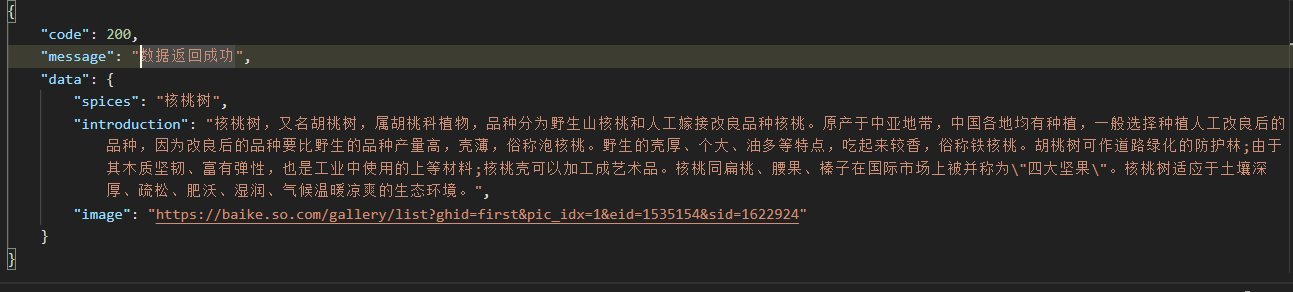 {
"code": 200,
"message": "数据返回成功",
"data": {
"spices": "核桃树",
"introduction": "核桃树，又名胡桃树，属胡桃科植物，品种分为野生山核桃和人工嫁接改良品种核桃。原产于中亚地带，中国各地均有种植，一般选择种植人工改良后的
品种，因为改良后的品种要比野生的品种产量高，壳薄，俗称泡核桃。野生的壳厚、个大、油多等特点，吃起来较香，俗称铁核桃。胡桃树可作道路绿化的防护林;由于
其木质坚韧、富有弹性，也是工业中使用的上等材料;核桃壳可以加工成艺术品。核桃同扁桃、腰果、榛子在国际市场上被并称为\"四大坚果\"。核桃树适应于土壤深
厚、疏松、肥沃、湿润、气候温暖凉爽的生态环境。",
"image": "https://baike.so.com/gallery/list?ghid=first&pic_idx=1&eid=1535154&sid=1622924"
}
}